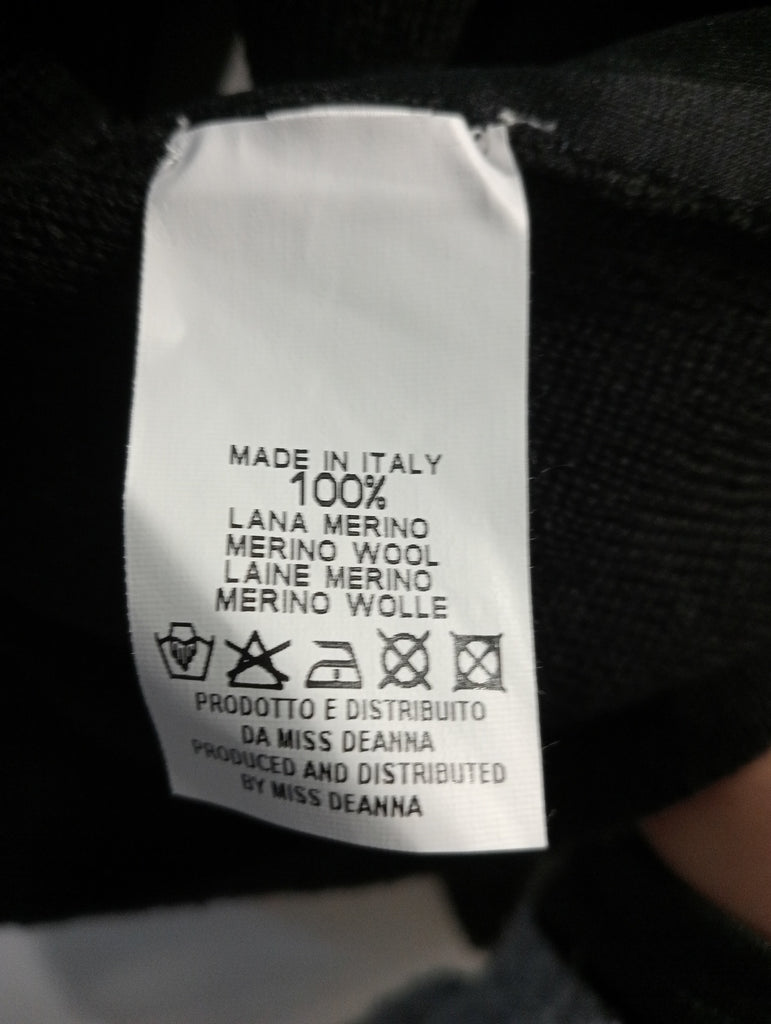 MADE IN ITALY
100%
LANA MERINO
MERINO WOOL
LAINE MERINO
MERINO WOLLE
PRODOTTO E DISTRIBUITO
DA MISS DEANNA
PRODUCED AND DISTRIBUTED
BY MISS DEANNA